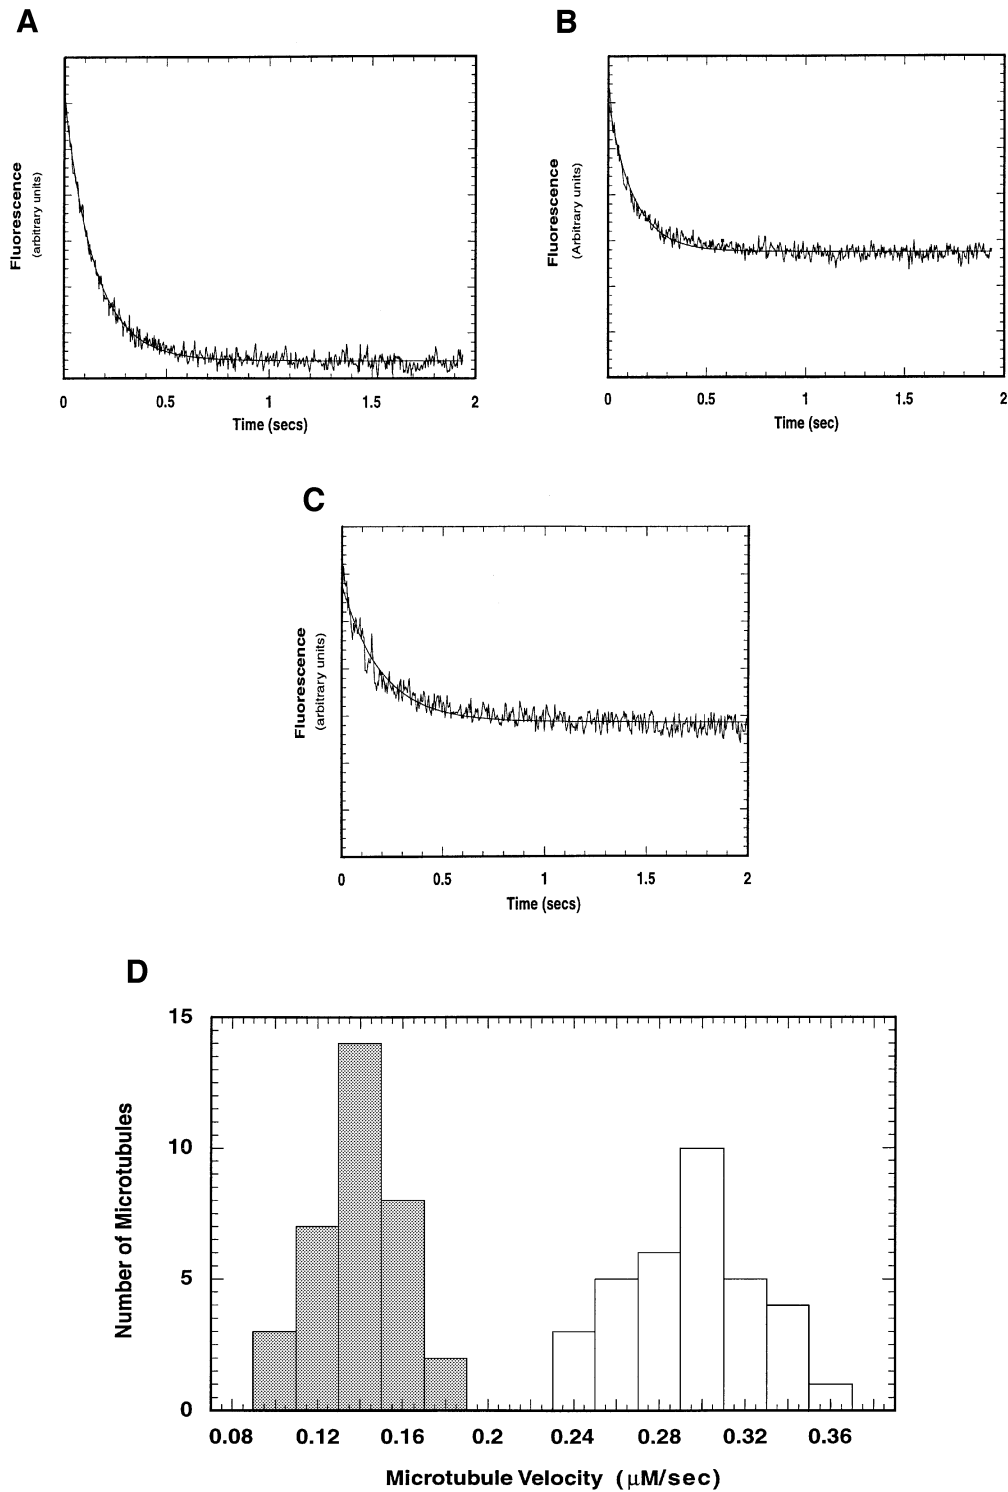 A
B
Fluorescence
(arbitrary units)
0 0.5 1 1.5 2
Time (secs)
Fluorescence
(Arbitrary units)
0 0.5 1 1.5 2
Time (sec)
C
Fluorescence
(arbitrary units)
0 0.5 1 1.5 2
Time (secs)
D
Number of Microtubules
15
10
5
0
0.08 0.12 0.16 0.2 0.24 0.28 0.32 0.36
Microtubule Velocity (μM/sec)